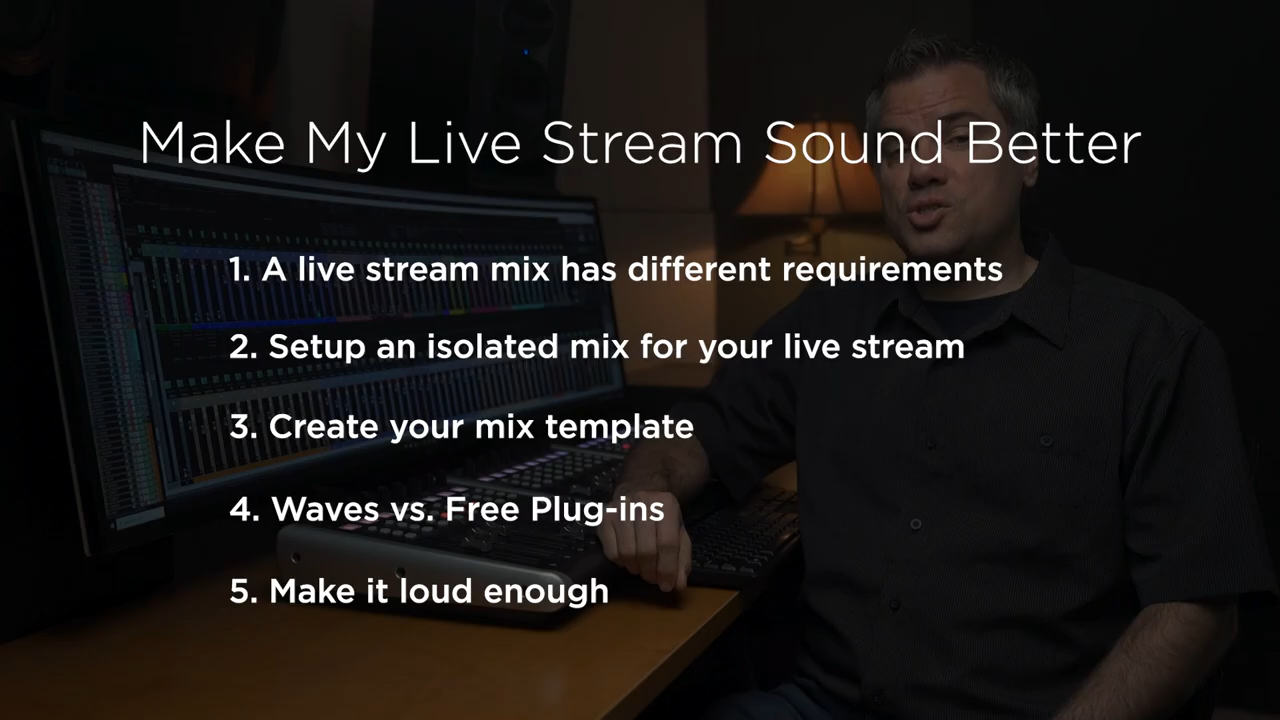 Make My Live Stream Sound Better
1. A live stream mix has different requirements
2. Setup an isolated mix for your live stream
3. Create your mix template
4. Waves vs. Free Plug-ins
5. Make it loud enough